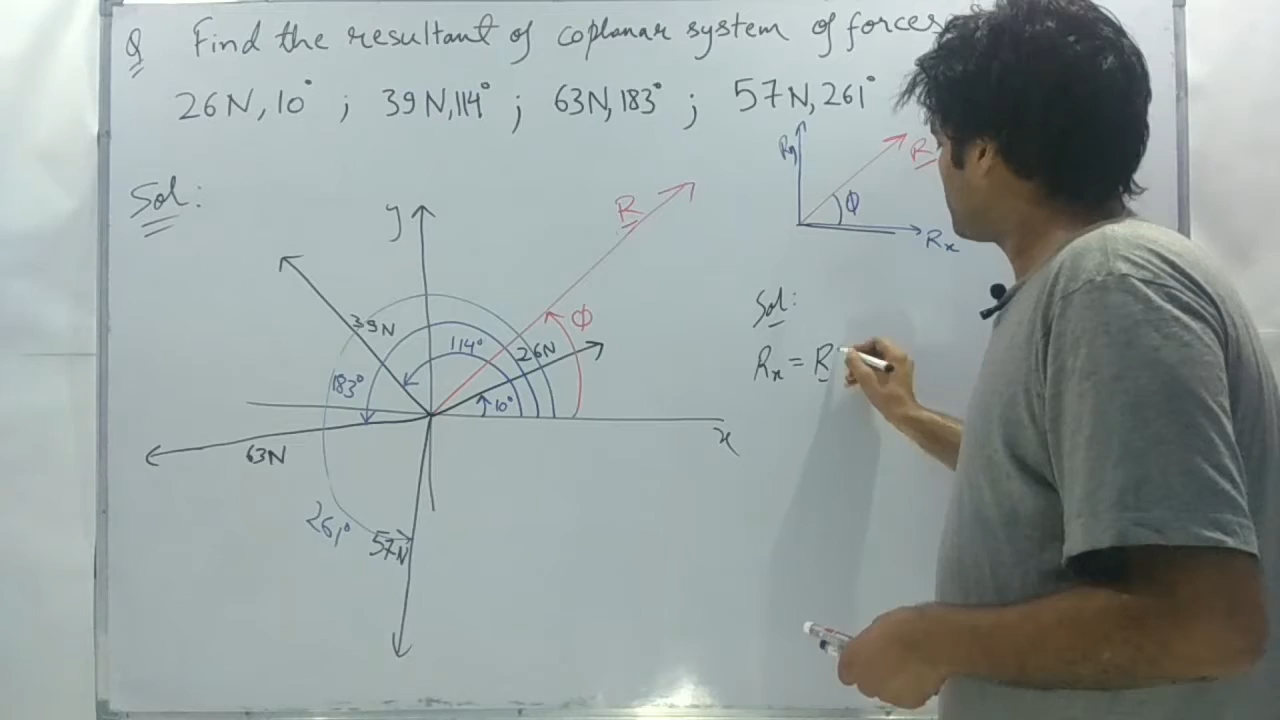 Q Find the resultant of coplanar system of forces
26N, 10° ; 39N, 114° ; 63N, 183° ; 57N, 261°
Sol:
y
R
Ry
R
ϕ
Rx
39N
114°
26N
ϕ
183°
10°
x
63N
261°
57N
Sol:
Rx = R